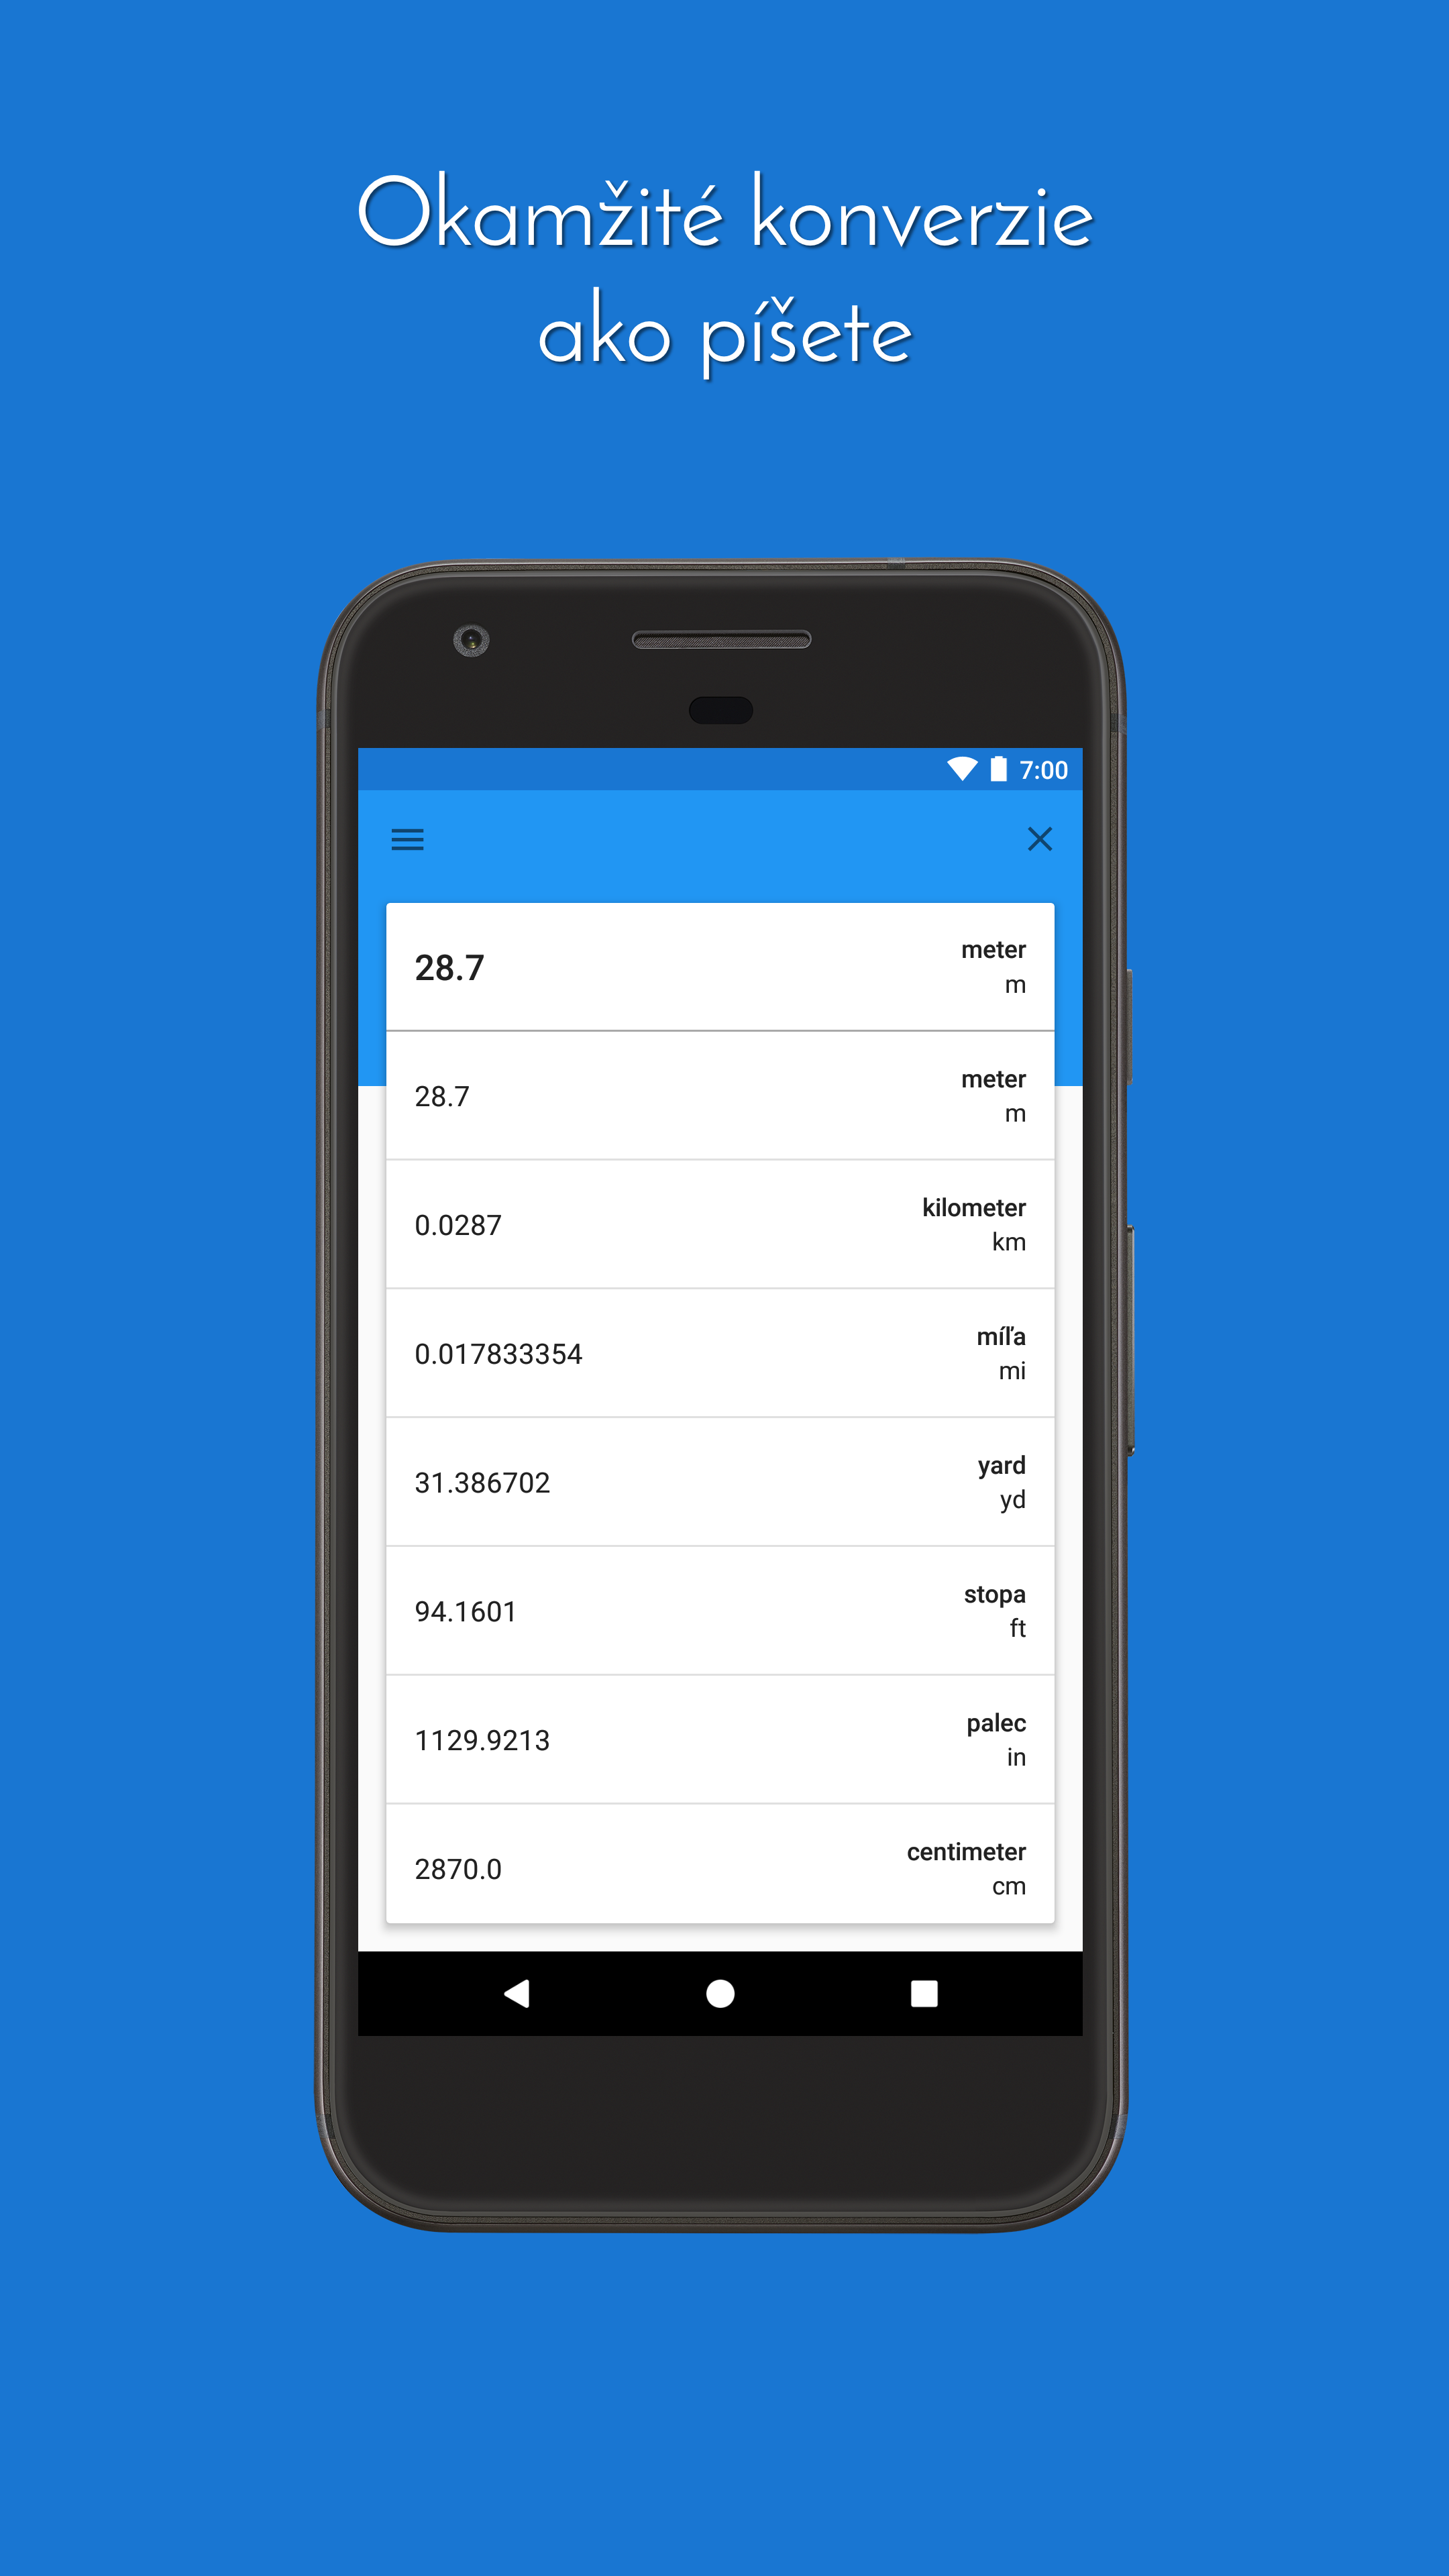 Okamžité konverzie
ako píšete
7:00
28.7 meter
m
28.7 meter
m
0.0287 kilometer
km
0.017833354 míľa
mi
31.386702 yard
yd
94.1601 stopa
ft
1129.9213 palec
in
2870.0 centimeter
cm